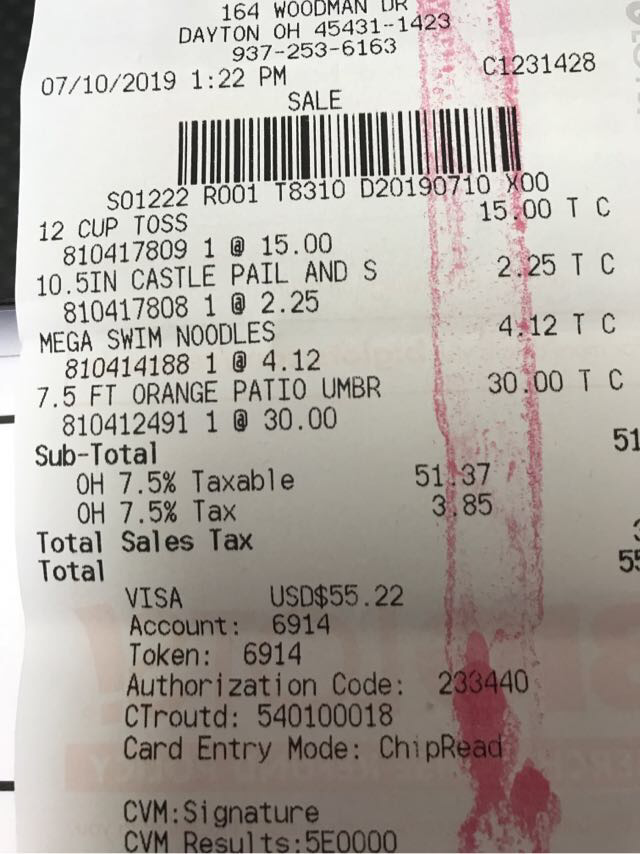 164 WOODMAN DR
DAYTON OH 45431-1423
937-253-6163
07/10/2019 1:22 PM C1231428
SALE
S01222 R001 T8310 D20190710 X00
12 CUP TOSS 15.00 T C
810417809 1 @ 15.00
10.5IN CASTLE PAIL AND S 2.25 T C
810417808 1 @ 2.25
MEGA SWIM NOODLES 4.12 T C
810414188 1 @ 4.12
7.5 FT ORANGE PATIO UMBR 30.00 T C
810412491 1 @ 30.00
Sub-Total 51
OH 7.5% Taxable 51.37
OH 7.5% Tax 3.85
Total Sales Tax
Total 55
VISA USD$55.22
Account: 6914
Token: 6914
Authorization Code: 233440
CTroutd: 540100018
Card Entry Mode: ChipRead
CVM:Signature
CVM Results:5E0000